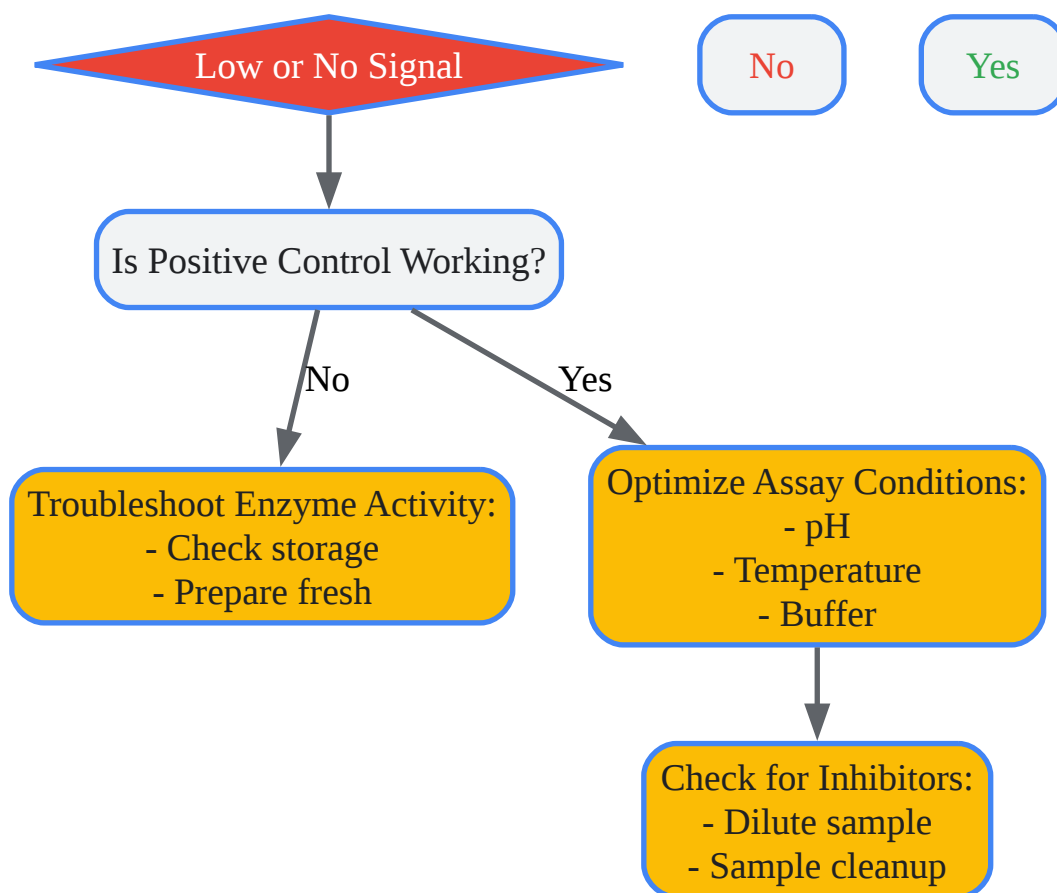 Low or No Signal
No
Yes
Is Positive Control Working?
No
Yes
Troubleshoot Enzyme Activity:
- Check storage
- Prepare fresh
Optimize Assay Conditions:
- pH
- Temperature
- Buffer
Check for Inhibitors:
- Dilute sample
- Sample cleanup